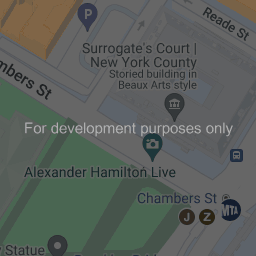 Reade St
P
Surrogate's Court |
New York County
Storied building in
Beaux Arts style
mbers St
For development purposes only
Alexander Hamilton Live
Chambers St
J Z MTA
Statue